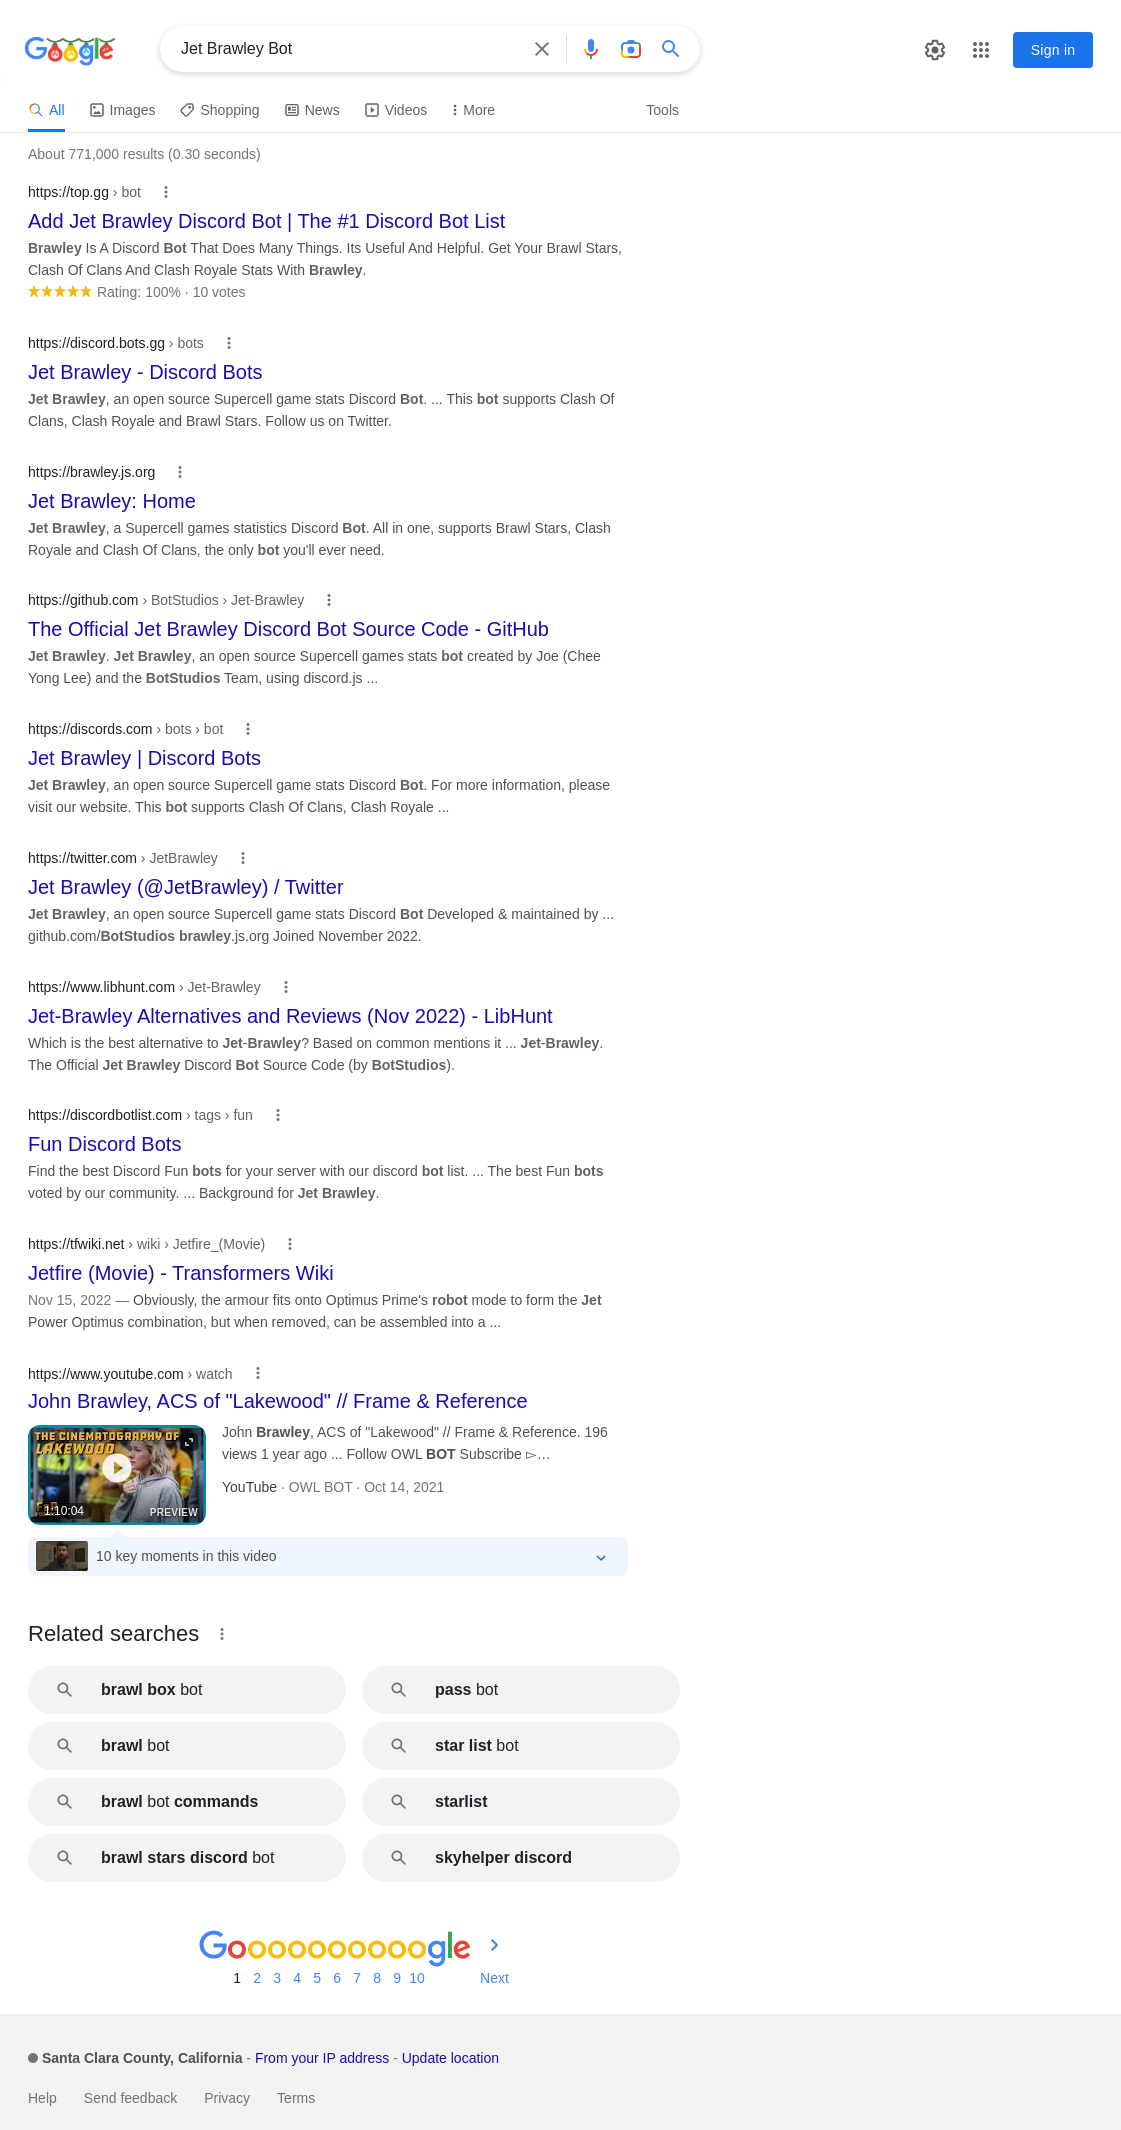 Google
Jet Brawley Bot
Sign in
All
Images
Shopping
News
Videos
More
Tools
About 771,000 results (0.30 seconds)
https://top.gg › bot
Add Jet Brawley Discord Bot | The #1 Discord Bot List
Brawley Is A Discord Bot That Does Many Things. Its Useful And Helpful. Get Your Brawl Stars,
Clash Of Clans And Clash Royale Stats With Brawley.
Rating: 100% · 10 votes
https://discord.bots.gg › bots
Jet Brawley - Discord Bots
Jet Brawley, an open source Supercell game stats Discord Bot. ... This bot supports Clash Of
Clans, Clash Royale and Brawl Stars. Follow us on Twitter.
https://brawley.js.org
Jet Brawley: Home
Jet Brawley, a Supercell games statistics Discord Bot. All in one, supports Brawl Stars, Clash
Royale and Clash Of Clans, the only bot you'll ever need.
https://github.com › BotStudios › Jet-Brawley
The Official Jet Brawley Discord Bot Source Code - GitHub
Jet Brawley. Jet Brawley, an open source Supercell games stats bot created by Joe (Chee
Yong Lee) and the BotStudios Team, using discord.js ...
https://discords.com › bots › bot
Jet Brawley | Discord Bots
Jet Brawley, an open source Supercell game stats Discord Bot. For more information, please
visit our website. This bot supports Clash Of Clans, Clash Royale ...
https://twitter.com › JetBrawley
Jet Brawley (@JetBrawley) / Twitter
Jet Brawley, an open source Supercell game stats Discord Bot Developed & maintained by ...
github.com/BotStudios brawley.js.org Joined November 2022.
https://www.libhunt.com › Jet-Brawley
Jet-Brawley Alternatives and Reviews (Nov 2022) - LibHunt
Which is the best alternative to Jet-Brawley? Based on common mentions it ... Jet-Brawley.
The Official Jet Brawley Discord Bot Source Code (by BotStudios).
https://discordbotlist.com › tags › fun
Fun Discord Bots
Find the best Discord Fun bots for your server with our discord bot list. ... The best Fun bots
voted by our community. ... Background for Jet Brawley.
https://tfwiki.net › wiki › Jetfire_(Movie)
Jetfire (Movie) - Transformers Wiki
Nov 15, 2022 — Obviously, the armour fits onto Optimus Prime's robot mode to form the Jet
Power Optimus combination, but when removed, can be assembled into a ...
https://www.youtube.com › watch
John Brawley, ACS of "Lakewood" // Frame & Reference
THE CINEMATOGRAPHY OF
LAKEWOOD
1:10:04
PREVIEW
John Brawley, ACS of "Lakewood" // Frame & Reference. 196
views 1 year ago ... Follow OWL BOT Subscribe ▻…
YouTube · OWL BOT · Oct 14, 2021
10 key moments in this video
Related searches
brawl box bot
pass bot
brawl bot
star list bot
brawl bot commands
starlist
brawl stars discord bot
skyhelper discord
Goooooooooogle
1 2 3 4 5 6 7 8 9 10 Next
Santa Clara County, California - From your IP address - Update location
Help Send feedback Privacy Terms